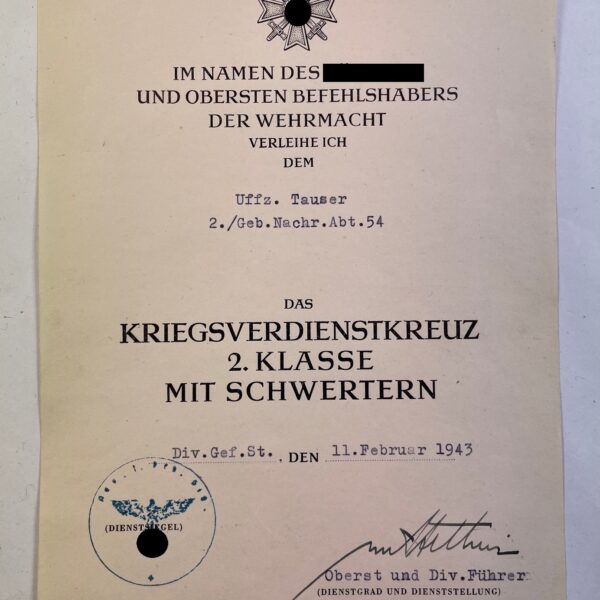 IM NAMEN DES
UND OBERSTEN BEFEHLSHABERS
DER WEHRMACHT
VERLEIHE ICH
DEM
Uffz. Tauser
2./Geb.Nachr.Abt.54
DAS
KRIEGSVERDIENSTKREUZ
2. KLASSE
MIT SCHWERTERN
Div.Gef.St. , DEN 11.Februar 1943
(DIENSTSIEGEL)
Oberst und Div.Führer
(DIENSTGRAD UND DIENSTSTELLUNG)